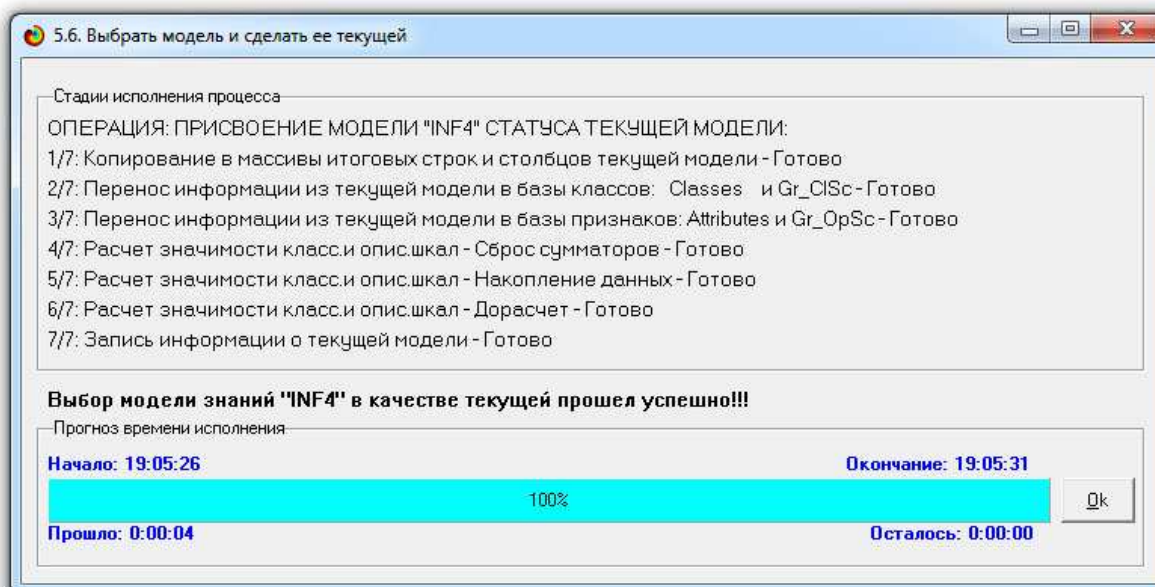 5.6. Выбрать модель и сделать ее текущей
Стадии исполнения процесса
ОПЕРАЦИЯ: ПРИСВОЕНИЕ МОДЕЛИ "INF4" СТАТУСА ТЕКУЩЕЙ МОДЕЛИ:
1/7: Копирование в массивы итоговых строк и столбцов текущей модели - Готово
2/7: Перенос информации из текущей модели в базы классов: Classes и Gr_ClSc - Готово
3/7: Перенос информации из текущей модели в базы признаков: Attributes и Gr_OpSc - Готово
4/7: Расчет значимости класс.и опис.шкал - Сброс сумматоров - Готово
5/7: Расчет значимости класс.и опис.шкал - Накопление данных - Готово
6/7: Расчет значимости класс.и опис.шкал - Дорасчет - Готово
7/7: Запись информации о текущей модели - Готово
Выбор модели знаний "INF4" в качестве текущей прошел успешно!!!
Прогноз времени исполнения
Начало: 19:05:26 Окончание: 19:05:31
100% Ok
Прошло: 0:00:04 Осталось: 0:00:00